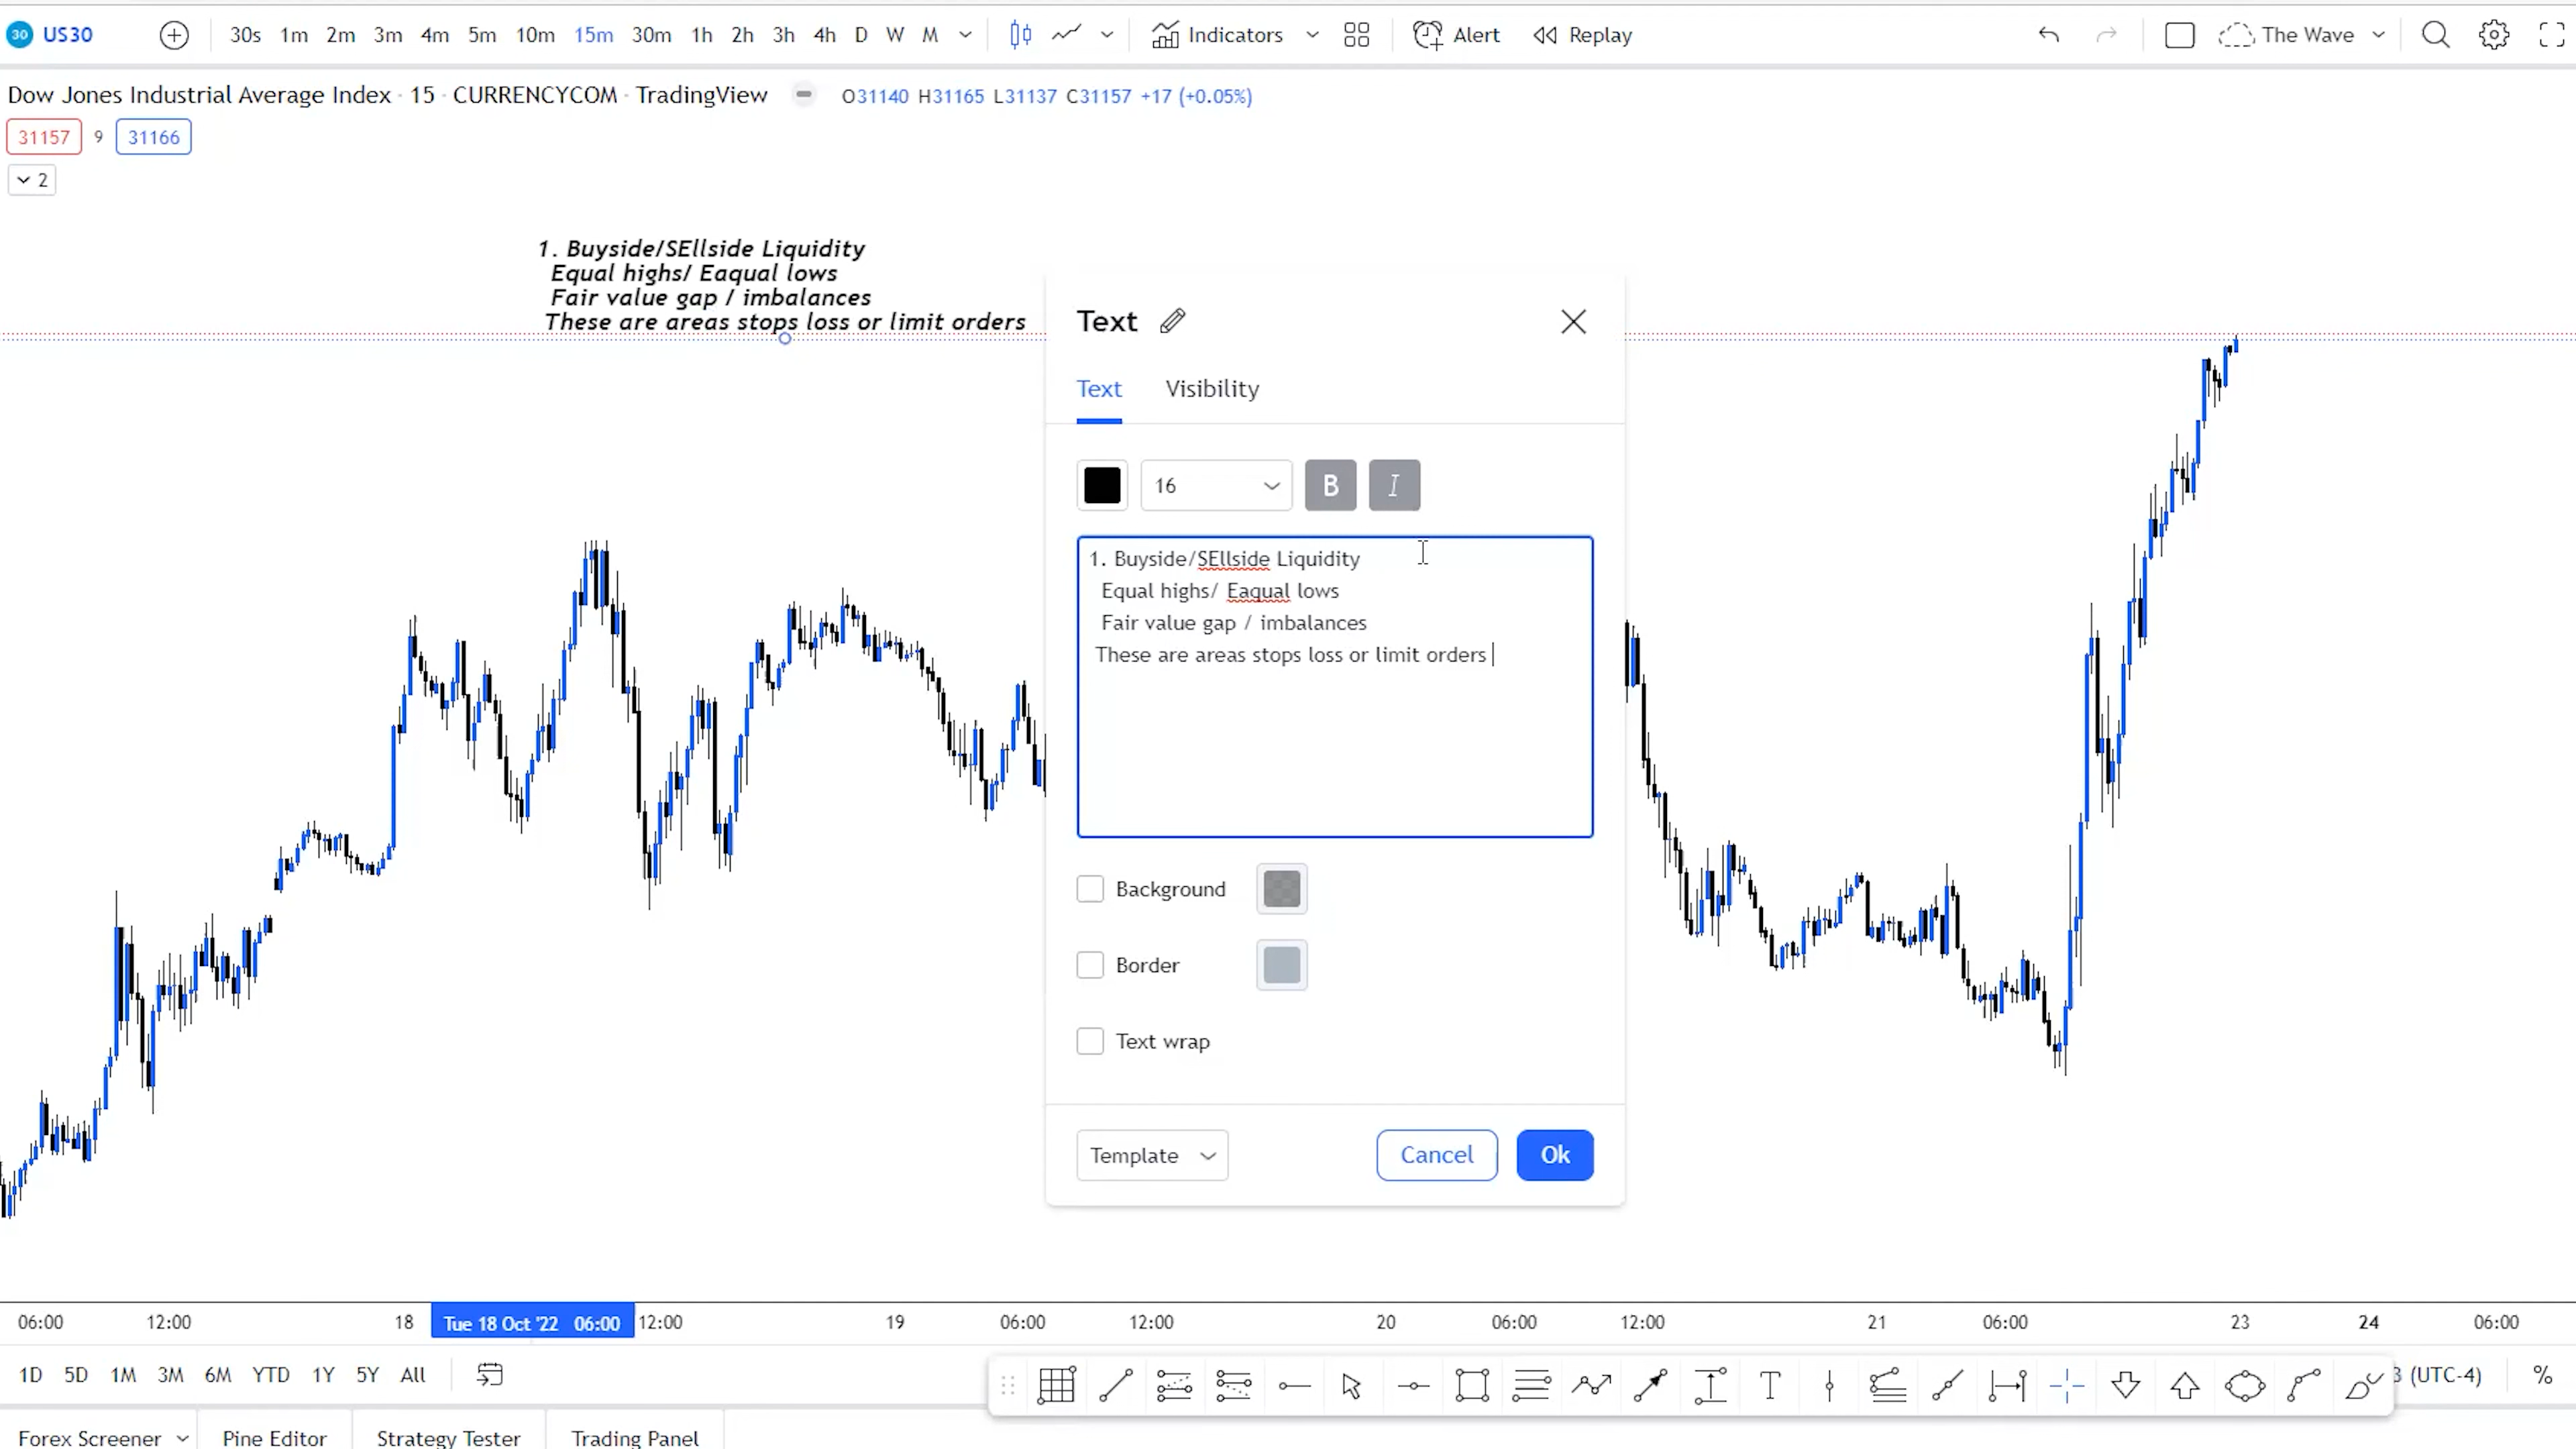 30 US30 30s 1m 2m 3m 4m 5m 10m 15m 30m 1h 2h 3h 4h D W M Indicators Alert Replay The Wave
Dow Jones Industrial Average Index · 15 · CURRENCYCOM · TradingView O31140 H31165 L31137 C31157 +17 (+0.05%)
31157 9 31166
2
1. Buyside/SEllside Liquidity
Equal highs/ Eaqual lows
Fair value gap / imbalances
These are areas stops loss or limit orders
Text
Text Visibility
16 B I
1. Buyside/SEllside Liquidity
Equal highs/ Eaqual lows
Fair value gap / imbalances
These are areas stops loss or limit orders
Background
Border
Text wrap
Template Cancel Ok
06:00 12:00 18 Tue 18 Oct '22 06:00 12:00 19 06:00 12:00 20 06:00 12:00 21 06:00 23 24 06:00
1D 5D 1M 3M 6M YTD 1Y 5Y All T 3 (UTC-4) %
Forex Screener Pine Editor Strategy Tester Trading Panel